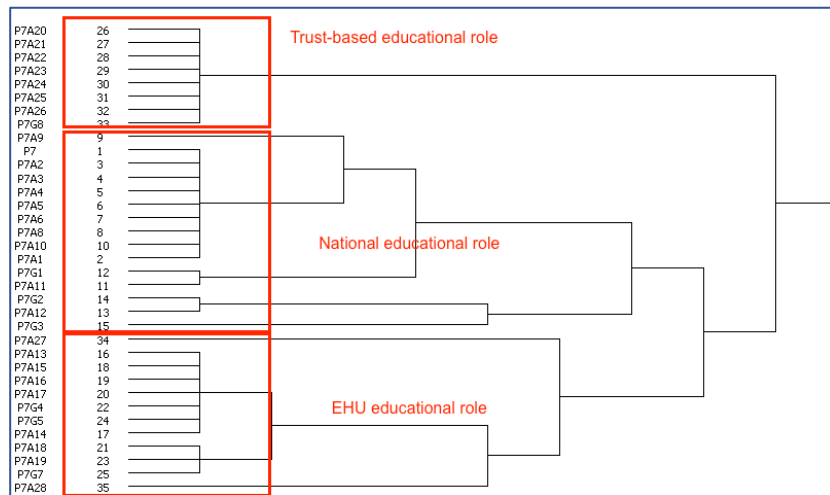 P7A20 26
Trust-based educational role
P7A21 27
P7A22 28
P7A23 29
P7A24 30
P7A25 31
P7A26 32
P7G8 33
P7A9 9
P7 1
P7A2 3
P7A3 4
P7A4 5
P7A5 6
P7A6 7
P7A8 8
P7A10 10
National educational role
P7A1 2
P7G1 12
P7A11 11
P7G2 14
P7A12 13
P7G3 15
P7A27 34
P7A13 16
P7A15 18
P7A16 19
P7A17 20
P7G4 22
EHU educational role
P7G5 24
P7A14 17
P7A18 21
P7A19 23
P7G7 25
P7A28 35